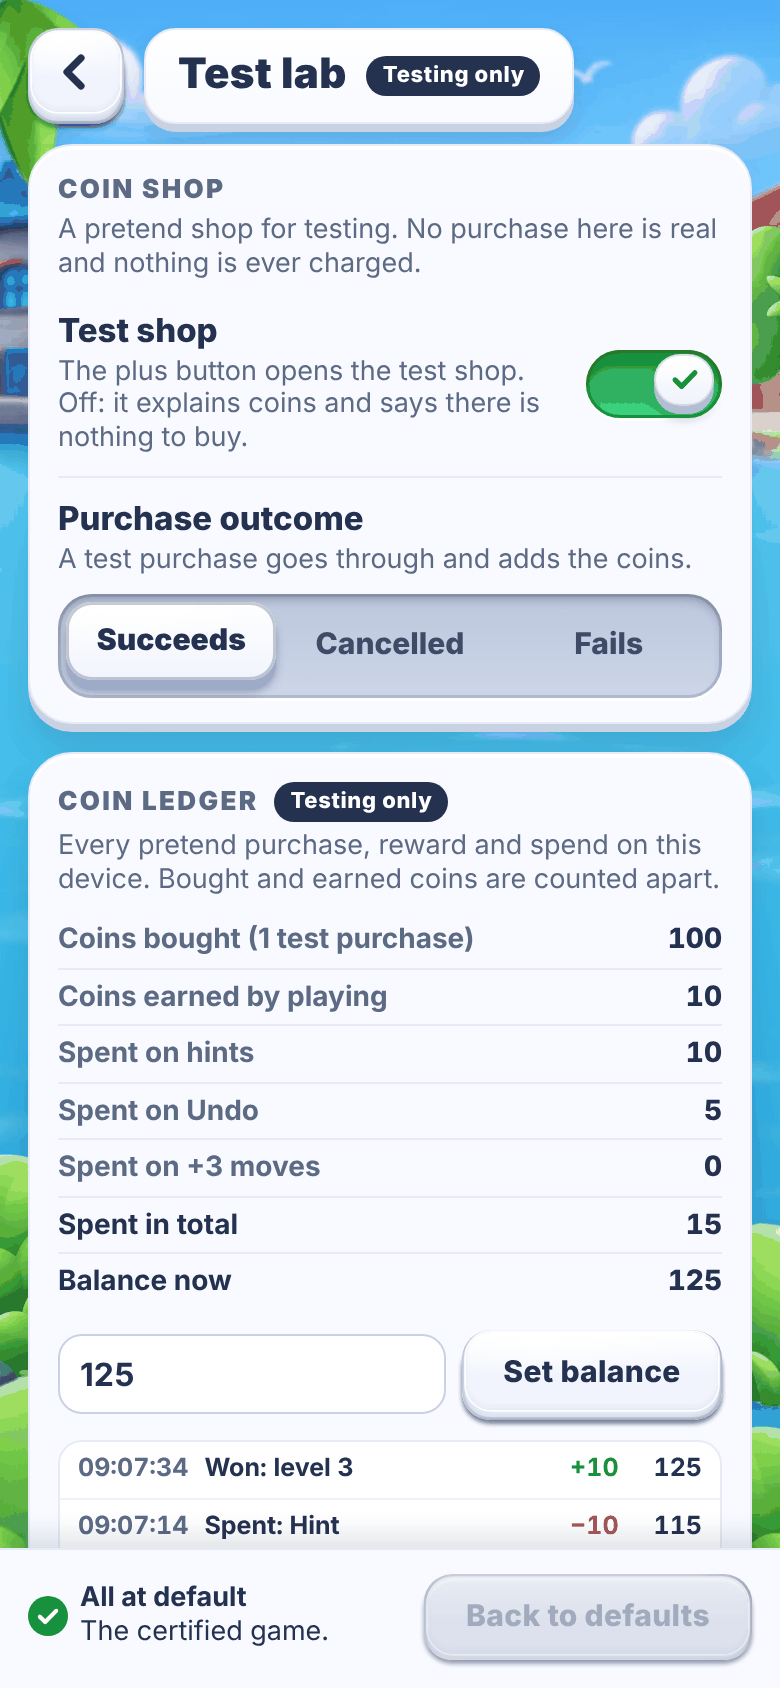 Test lab Testing only
COIN SHOP
A pretend shop for testing. No purchase here is real
and nothing is ever charged.
Test shop
The plus button opens the test shop.
Off: it explains coins and says there is
nothing to buy.
Purchase outcome
A test purchase goes through and adds the coins.
Succeeds Cancelled Fails
COIN LEDGER Testing only
Every pretend purchase, reward and spend on this
device. Bought and earned coins are counted apart.
Coins bought (1 test purchase) 100
Coins earned by playing 10
Spent on hints 10
Spent on Undo 5
Spent on +3 moves 0
Spent in total 15
Balance now 125
125 Set balance
09:07:34 Won: level 3 +10 125
09:07:14 Spent: Hint −10 115
All at default
The certified game.
Back to defaults